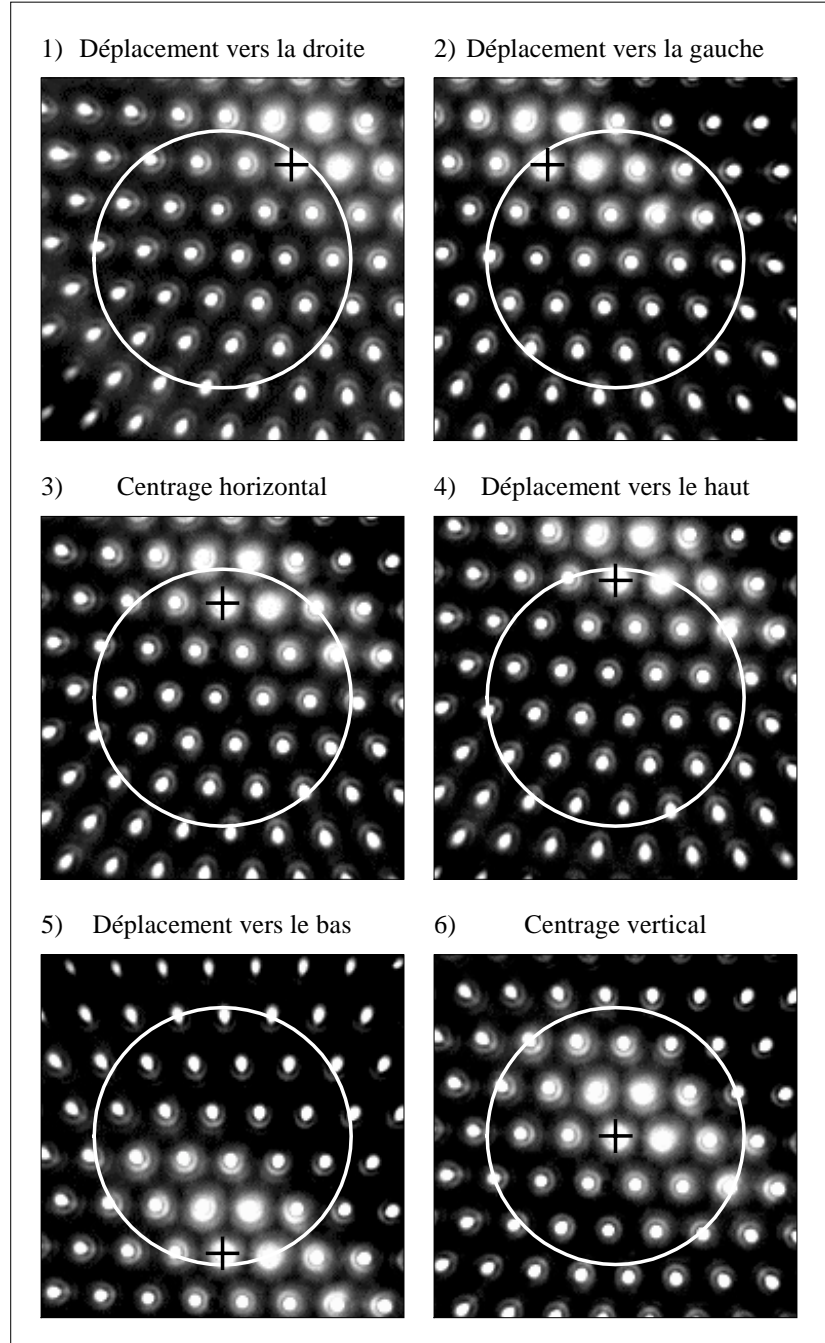 1) Déplacement vers la droite
2) Déplacement vers la gauche
3) Centrage horizontal
4) Déplacement vers le haut
5) Déplacement vers le bas
6) Centrage vertical